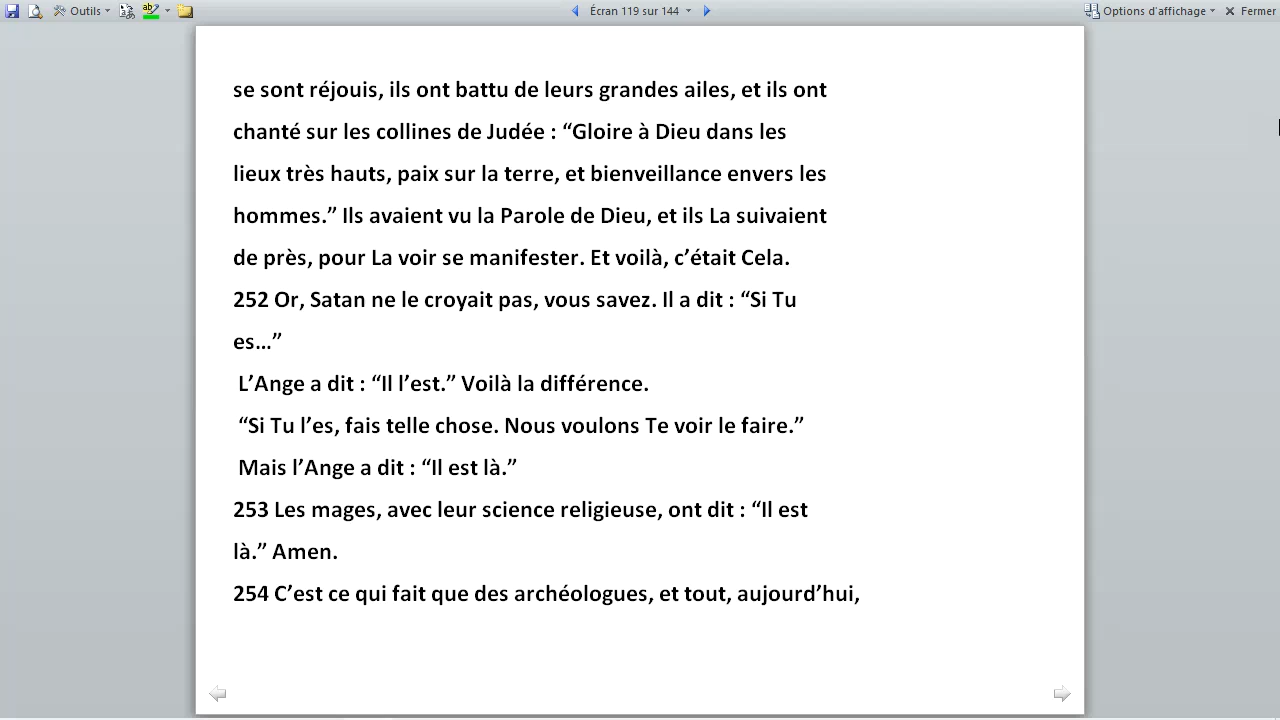 Outils
Écran 119 sur 144
Options d'affichage
Fermer
se sont réjouis, ils ont battu de leurs grandes ailes, et ils ont
chanté sur les collines de Judée : “Gloire à Dieu dans les
lieux très hauts, paix sur la terre, et bienveillance envers les
hommes.” Ils avaient vu la Parole de Dieu, et ils La suivaient
de près, pour La voir se manifester. Et voilà, c’était Cela.
252 Or, Satan ne le croyait pas, vous savez. Il a dit : “Si Tu
es…”
L’Ange a dit : “Il l’est.” Voilà la différence.
“Si Tu l’es, fais telle chose. Nous voulons Te voir le faire.”
Mais l’Ange a dit : “Il est là.”
253 Les mages, avec leur science religieuse, ont dit : “Il est
là.” Amen.
254 C’est ce qui fait que des archéologues, et tout, aujourd’hui,